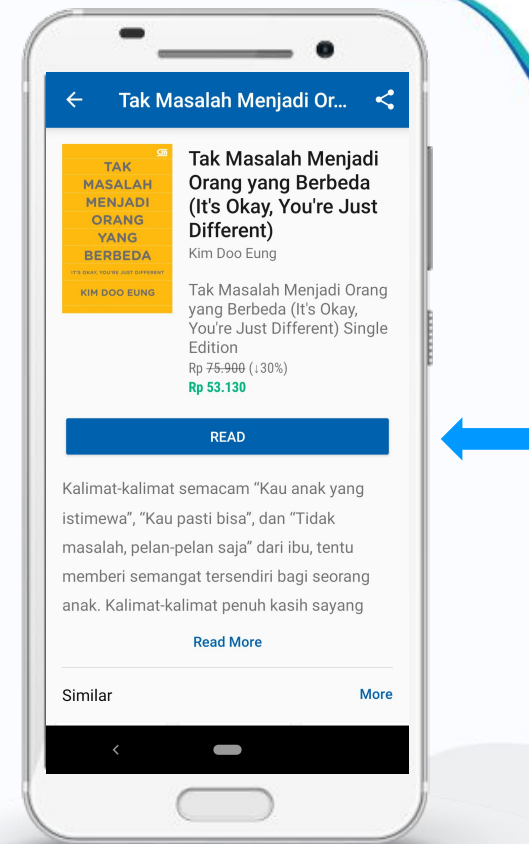 Tak Masalah Menjadi Or...
TAK
MASALAH
MENJADI
ORANG
YANG
BERBEDA
IT'S OKAY, YOU'RE JUST DIFFERENT
KIM DOO EUNG
Tak Masalah Menjadi
Orang yang Berbeda
(It's Okay, You're Just
Different)
Kim Doo Eung
Tak Masalah Menjadi Orang
yang Berbeda (It's Okay,
You're Just Different) Single
Edition
Rp 75.900 (↓30%)
Rp 53.130
READ
Kalimat-kalimat semacam “Kau anak yang
istimewa”, “Kau pasti bisa”, dan “Tidak
masalah, pelan-pelan saja” dari ibu, tentu
memberi semangat tersendiri bagi seorang
anak. Kalimat-kalimat penuh kasih sayang
Read More
Similar
More